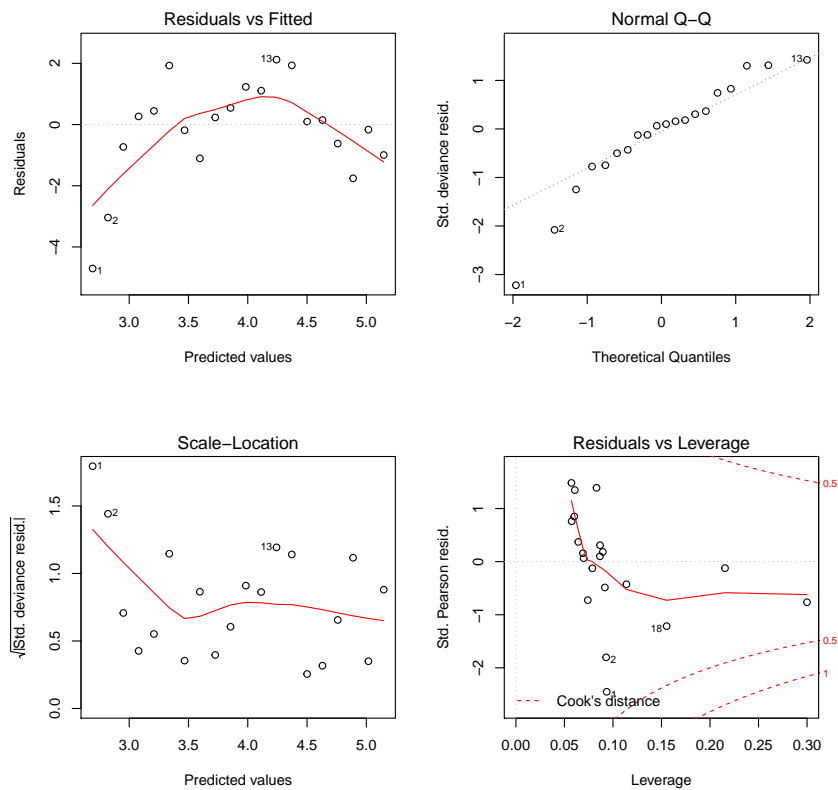 Residuals vs Fitted
Residuals
2
0
−2
−4
13
2
1
3.0 3.5 4.0 4.5 5.0
Predicted values
Normal Q−Q
Std. deviance resid.
1
0
−1
−2
−3
13
2
1
−2 −1 0 1 2
Theoretical Quantiles
Scale−Location
√|Std. deviance resid.|
1.5
1.0
0.5
0.0
1
2
13
3.0 3.5 4.0 4.5 5.0
Predicted values
Residuals vs Leverage
Std. Pearson resid.
1
0
−1
−2
0.5
0.5
1
18
2
1
Cook's distance
0.00 0.05 0.10 0.15 0.20 0.25 0.30
Leverage